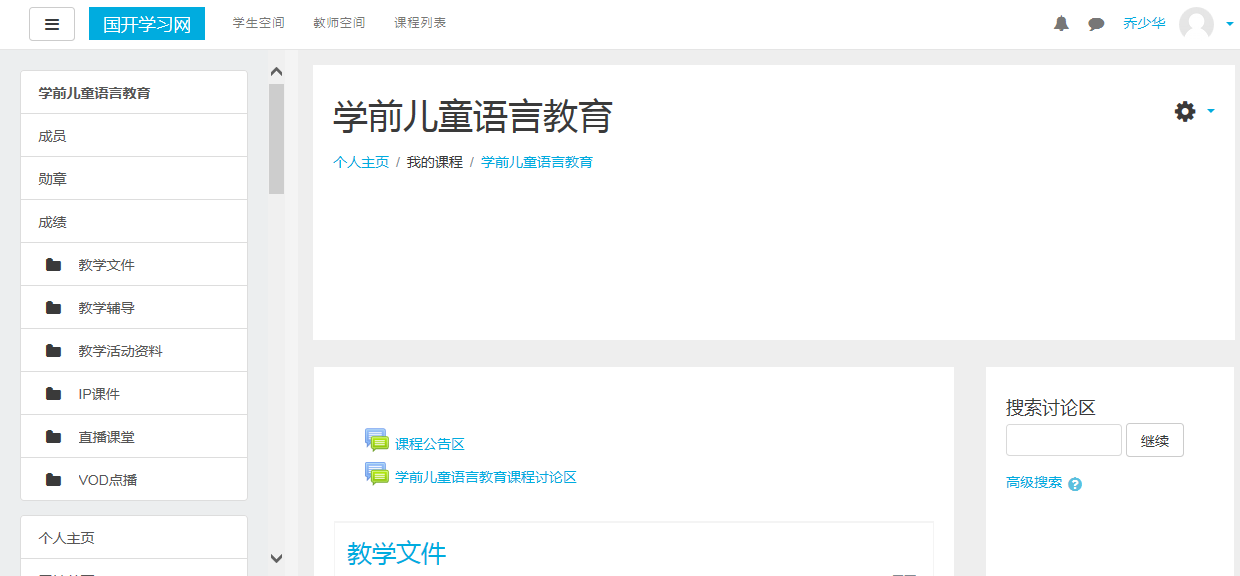 国开学习网
学生空间
教师空间
课程列表
乔少华
学前儿童语言教育
成员
勋章
成绩
教学文件
教学辅导
教学活动资料
IP课件
直播课堂
VOD点播
个人主页
学前儿童语言教育
个人主页 / 我的课程 / 学前儿童语言教育
课程公告区
学前儿童语言教育课程讨论区
教学文件
搜索讨论区
继续
高级搜索